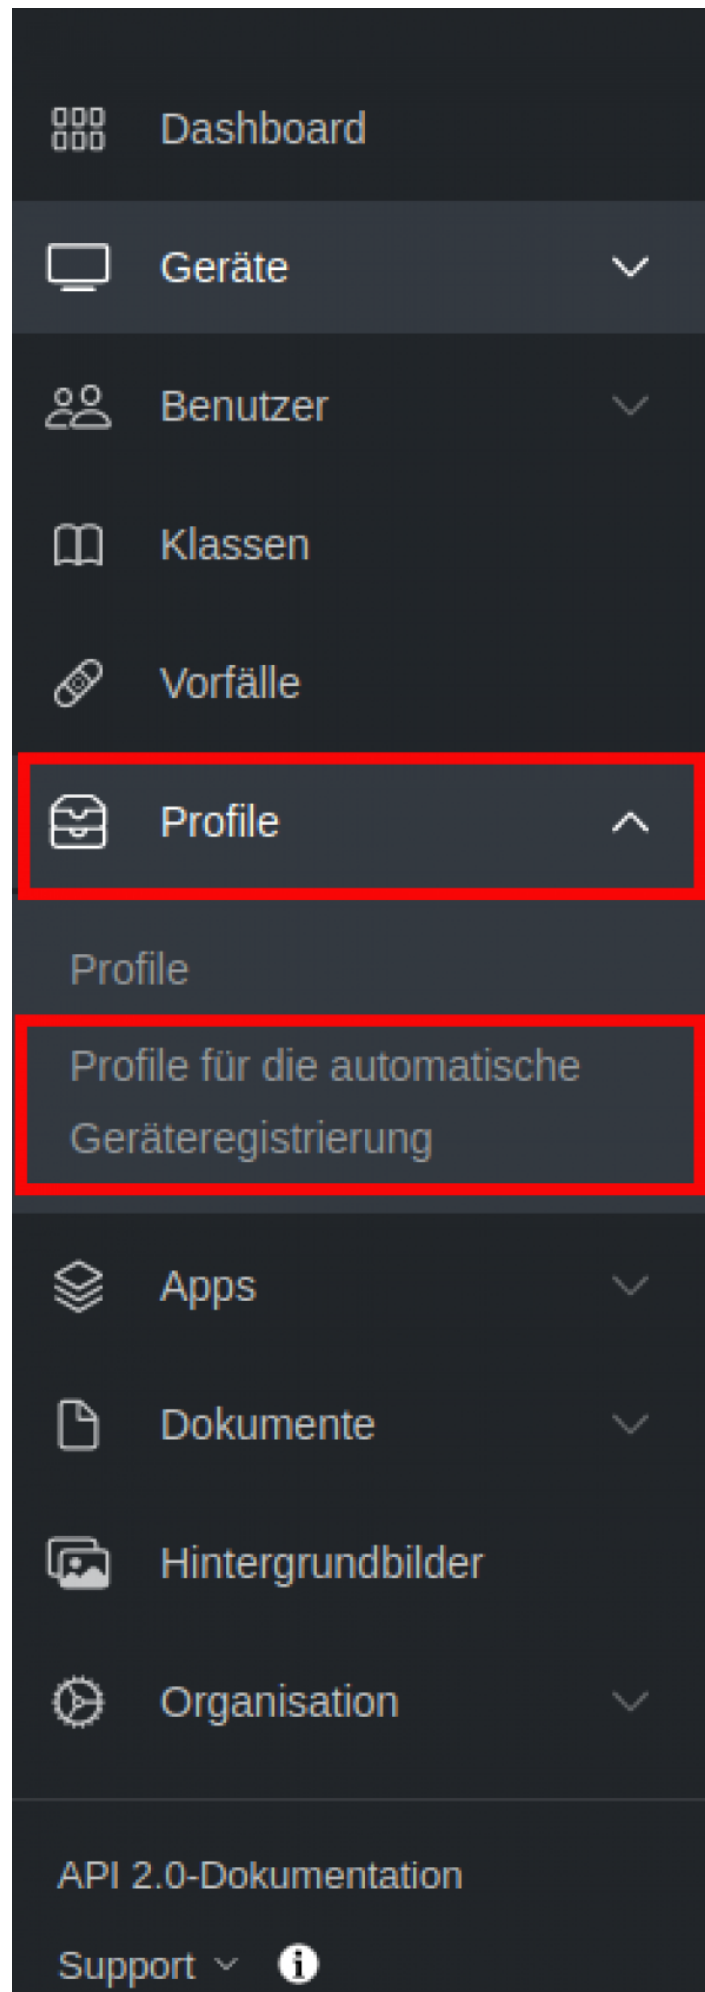 Dashboard
Geräte
Benutzer
Klassen
Vorfälle
Profile
Profile
Profile für die automatische
Geräteregistrierung
Apps
Dokumente
Hintergrundbilder
Organisation
API 2.0-Dokumentation
Support